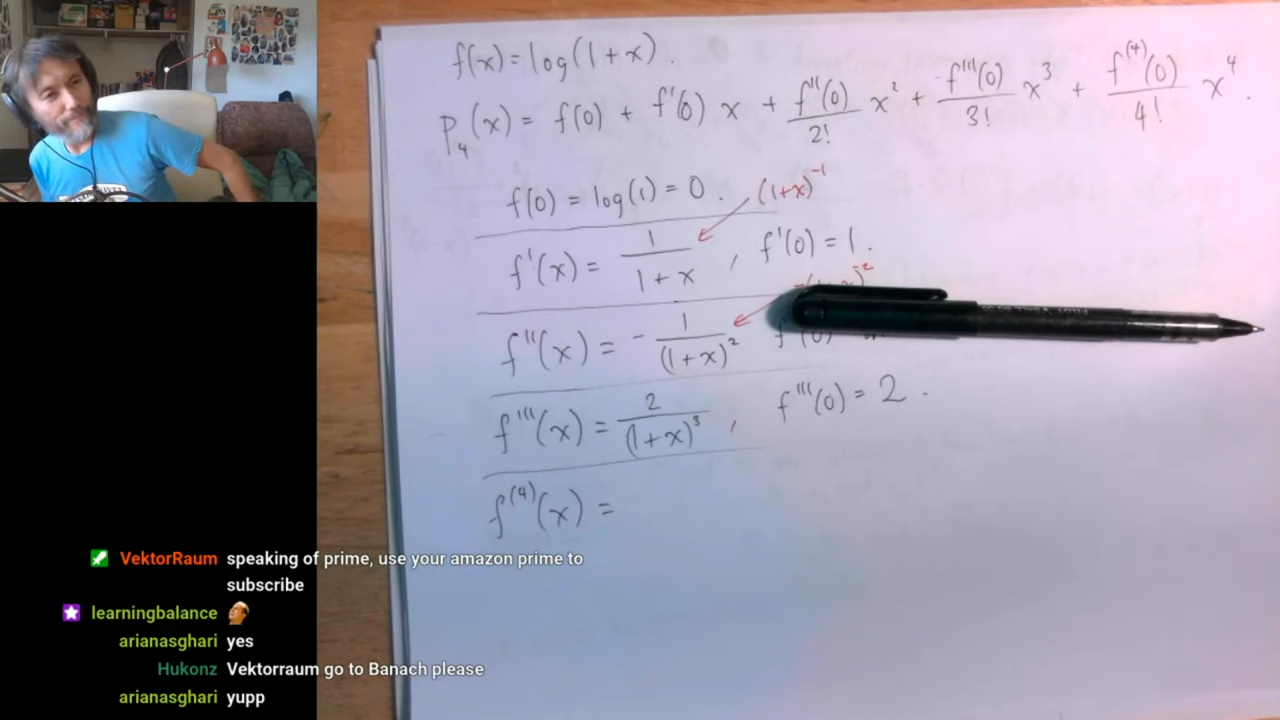 f(x) = log(1+x).
P₄(x) = f(0) + f'(0) x + f''(0)/2! x² + f'''(0)/3! x³ + f⁽⁴⁾(0)/4! x⁴.
f(0) = log(1) = 0. (1+x)⁻¹
f'(x) = 1/(1+x), f'(0) = 1.
f''(x) = - 1/(1+x)²
f'''(x) = 2/(1+x)³, f'''(0) = 2.
f⁽⁴⁾(x) =
VektorRaum speaking of prime, use your amazon prime to
subscribe
learningbalance
arianasghari yes
Hukonz Vektorraum go to Banach please
arianasghari yupp